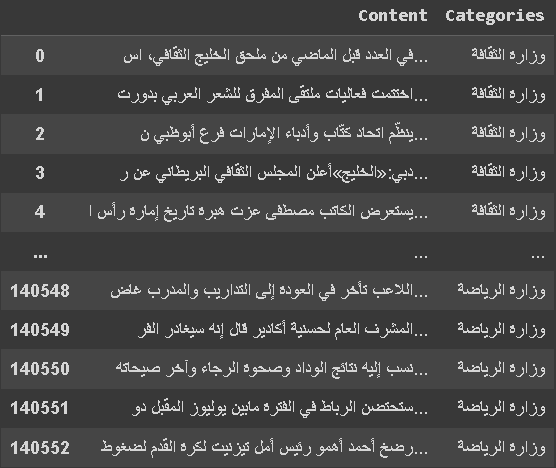 Content Categories
0 ...في العدد قبل الماضي من ملحق الخليج الثقافي، اس وزارة الثقافة
1 ...اختتمت فعاليات ملتقى المفرق للشعر العربي بدورت وزارة الثقافة
2 ...ينظّم اتحاد كتّاب وأدباء الإمارات فرع أبوظبي ن وزارة الثقافة
3 ...دبي:«الخليج»أعلن المجلس الثقافي البريطاني عن ر وزارة الثقافة
4 ...يستعرض الكاتب مصطفى عزت هبرة تاريخ إمارة رأس ا وزارة الثقافة
... ... ...
140548 ...اللاعب تأخر في العودة إلى التداريب والمدرب غاض وزارة الرياضة
140549 ...المشرف العام لحسنية أكادير قال إنه سيغادر الفر وزارة الرياضة
140550 ...نسب إليه نتائج الوداد وصحوة الرجاء وآخر صيحاته وزارة الرياضة
140551 ...ستحتضن الرباط في الفترة مابين يوليوز المقبل دو وزارة الرياضة
140552 ...رضخ أحمد أهمو رئيس أمل تيزنيت لكرة القدم لضغوط وزارة الرياضة